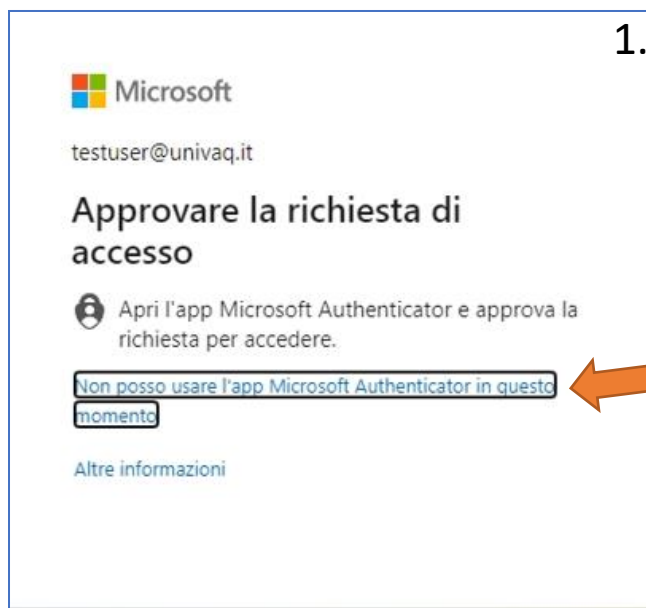 1.
Microsoft
testuser@univaq.it
Approvare la richiesta di
accesso
Apri l'app Microsoft Authenticator e approva la
richiesta per accedere.
Non posso usare l'app Microsoft Authenticator in questo
momento
Altre informazioni